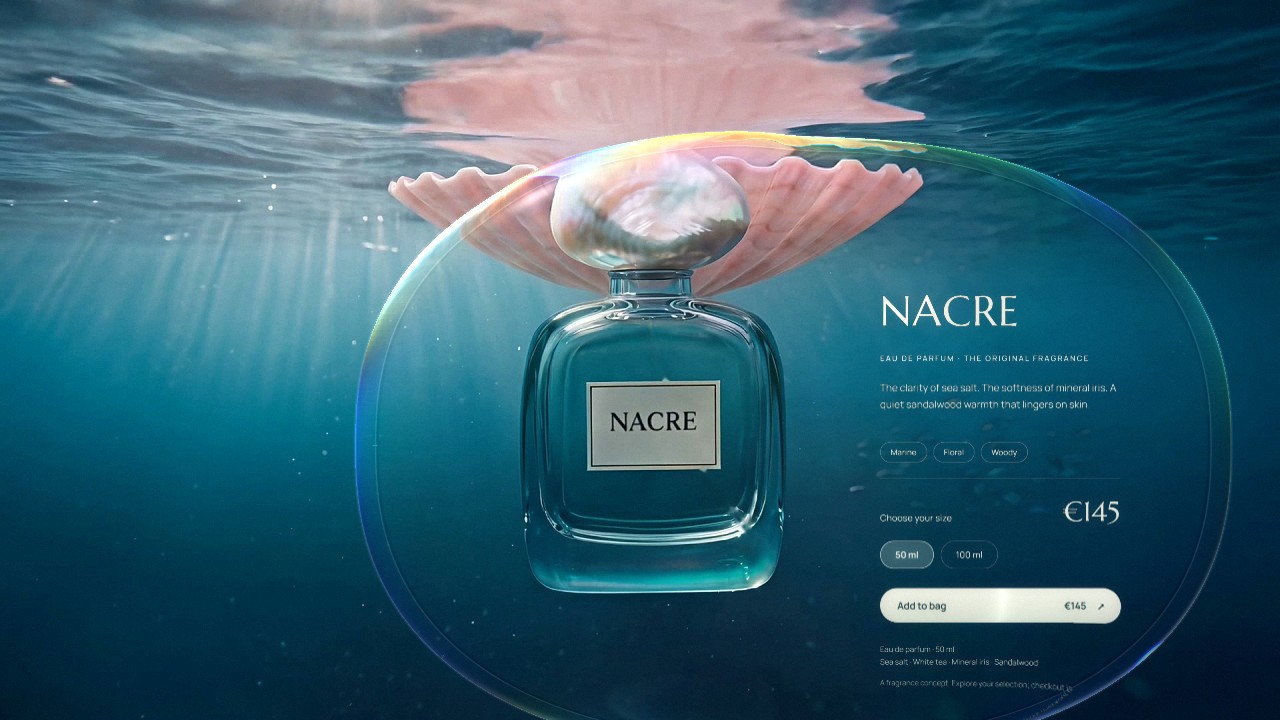 NACRE
NACRE
EAU DE PARFUM · THE ORIGINAL FRAGRANCE
The clarity of sea salt. The softness of mineral iris. A
quiet sandalwood warmth that lingers on skin
Marine Floral Woody
Choose your size €145
50 ml 100 ml
Add to bag €145 ↗
Eau de parfum · 50 ml
Sea salt · White tea · Mineral iris · Sandalwood
A fragrance concept. Explore your selection; checkout is